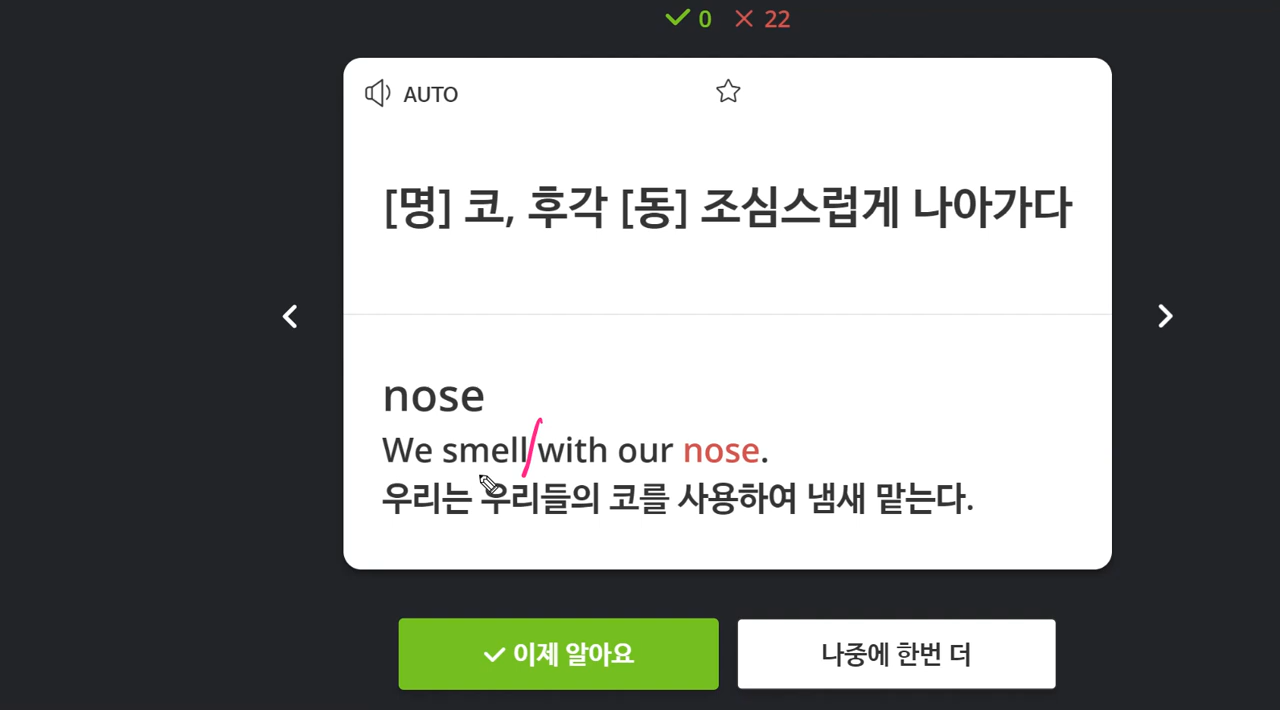 0 22
AUTO
[명] 코, 후각 [동] 조심스럽게 나아가다
nose
We smell with our nose.
우리는 우리들의 코를 사용하여 냄새 맡는다.
이제 알아요 나중에 한번 더